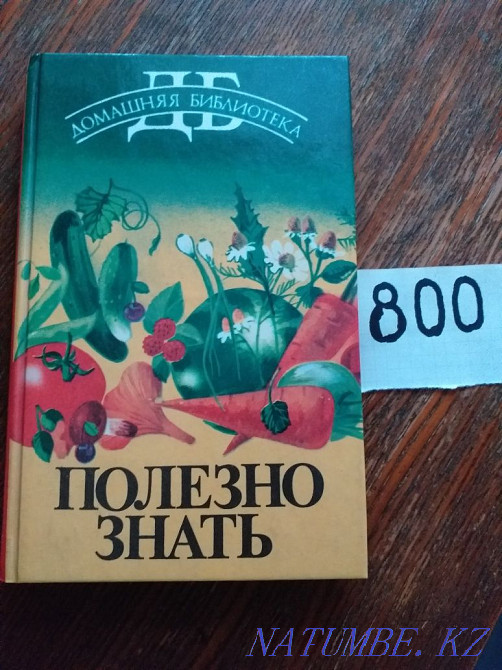 ДБ
ДОМАШНЯЯ БИБЛИОТЕКА
800
ПОЛЕЗНО
ЗНАТЬ
NATUMBE.KZ